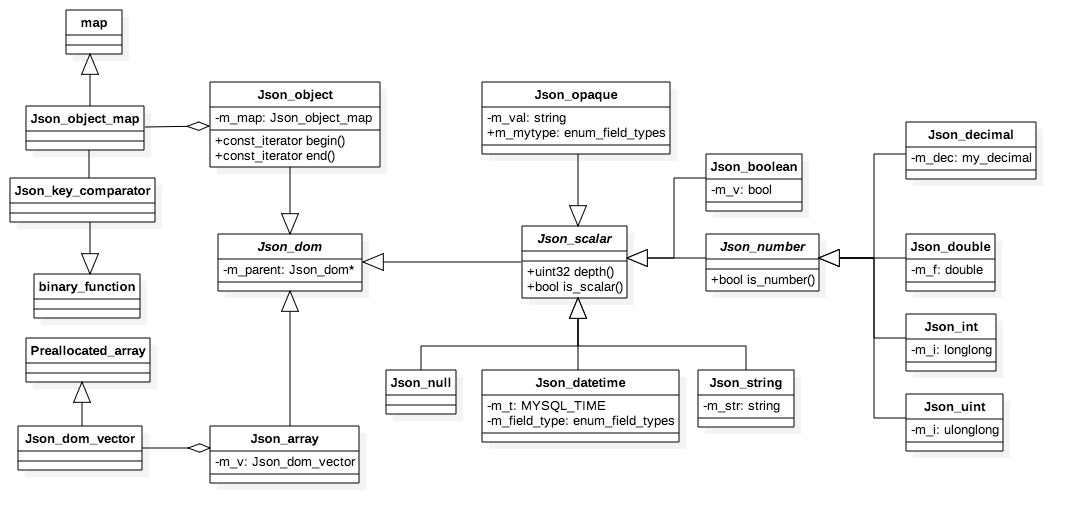 map
Json_object_map
Json_key_comparator
binary_function
Preallocated_array
Json_dom_vector
Json_object
-m_map: Json_object_map
+const_iterator begin()
+const_iterator end()
Json_dom
-m_parent: Json_dom*
Json_array
-m_v: Json_dom_vector
Json_opaque
-m_val: string
+m_mytype: enum_field_types
Json_scalar
+uint32 depth()
+bool is_scalar()
Json_null
Json_datetime
-m_t: MYSQL_TIME
-m_field_type: enum_field_types
Json_string
-m_str: string
Json_boolean
-m_v: bool
Json_number
+bool is_number()
Json_decimal
-m_dec: my_decimal
Json_double
-m_f: double
Json_int
-m_i: longlong
Json_uint
-m_i: ulonglong